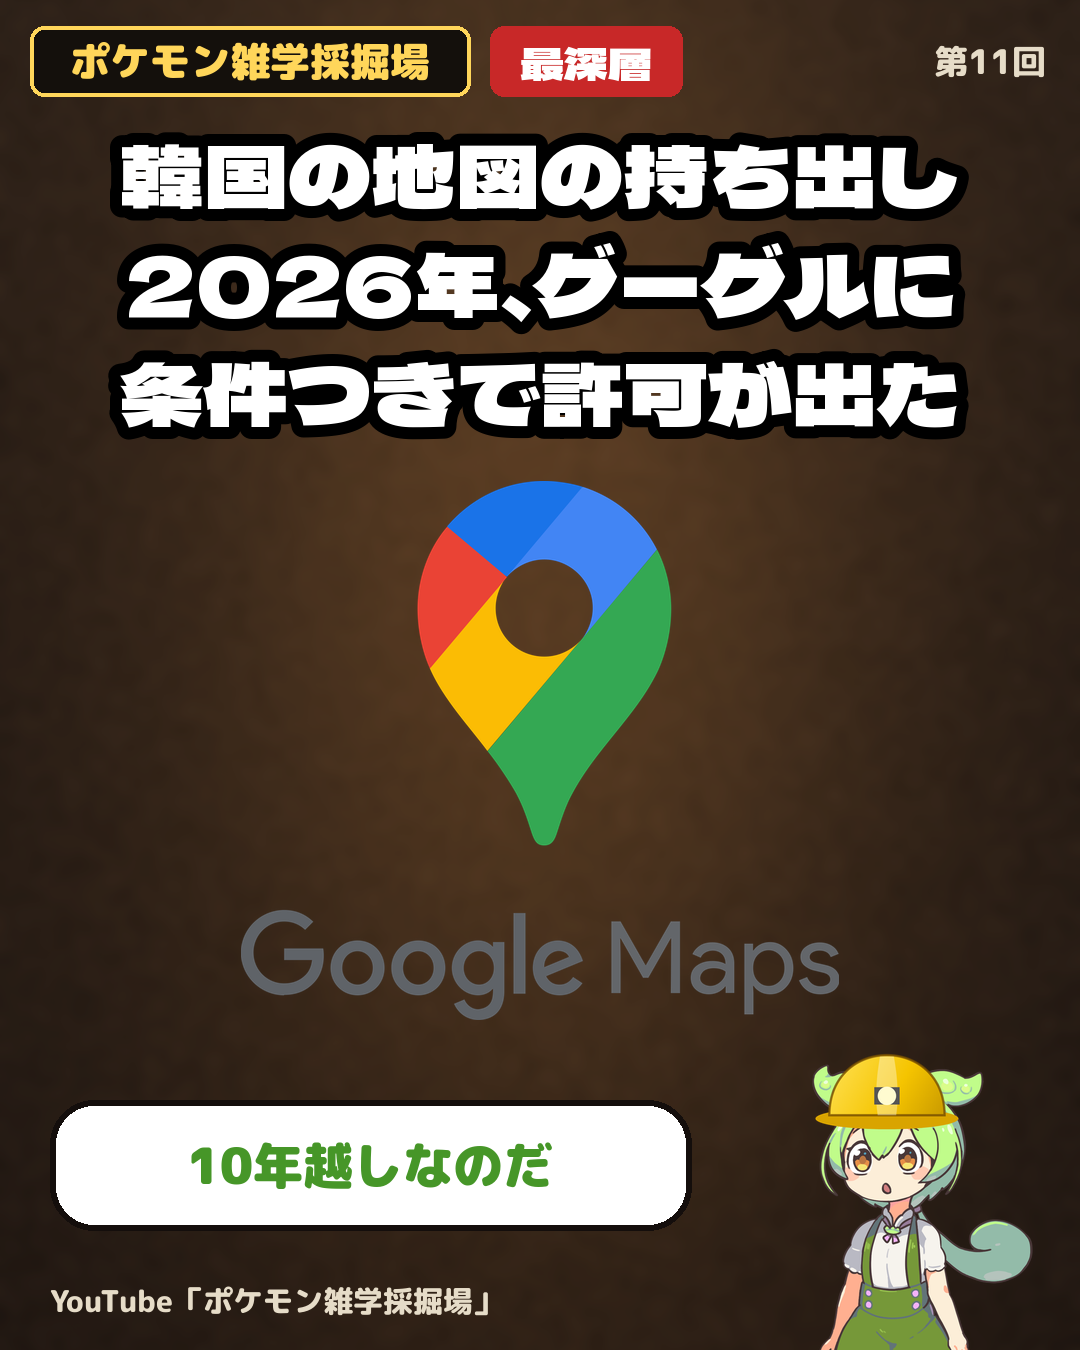 ポケモン雑学採掘場
最深層
第11回
韓国の地図の持ち出し
2026年、グーグルに
条件つきで許可が出た
Google Maps
10年越しなのだ
YouTube「ポケモン雑学採掘場」